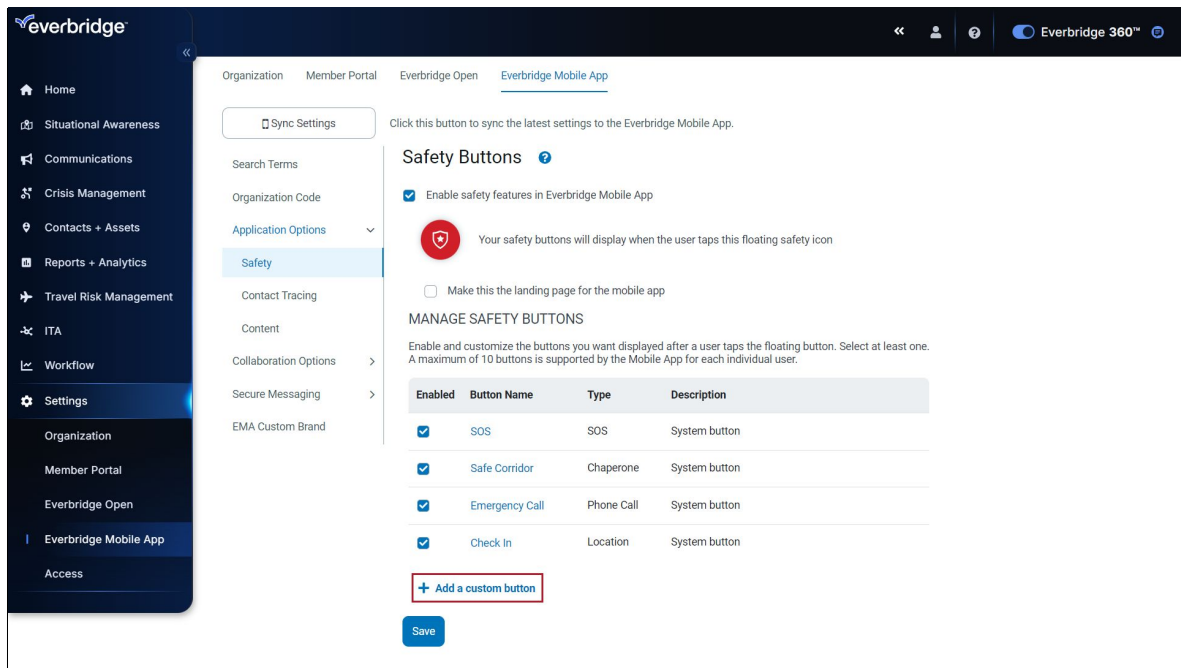 everbridge
Everbridge 360™
Home
Situational Awareness
Communications
Crisis Management
Contacts + Assets
Reports + Analytics
Travel Risk Management
ITA
Workflow
Settings
Organization
Member Portal
Everbridge Open
Everbridge Mobile App
Access
Organization Member Portal Everbridge Open Everbridge Mobile App
Sync Settings
Click this button to sync the latest settings to the Everbridge Mobile App.
Search Terms
Organization Code
Application Options
Safety
Contact Tracing
Content
Collaboration Options
Secure Messaging
EMA Custom Brand
Safety Buttons
Enable safety features in Everbridge Mobile App
Your safety buttons will display when the user taps this floating safety icon
Make this the landing page for the mobile app
MANAGE SAFETY BUTTONS
Enable and customize the buttons you want displayed after a user taps the floating button. Select at least one.
A maximum of 10 buttons is supported by the Mobile App for each individual user.
Enabled Button Name Type Description
SOS SOS System button
Safe Corridor Chaperone System button
Emergency Call Phone Call System button
Check In Location System button
+ Add a custom button
Save